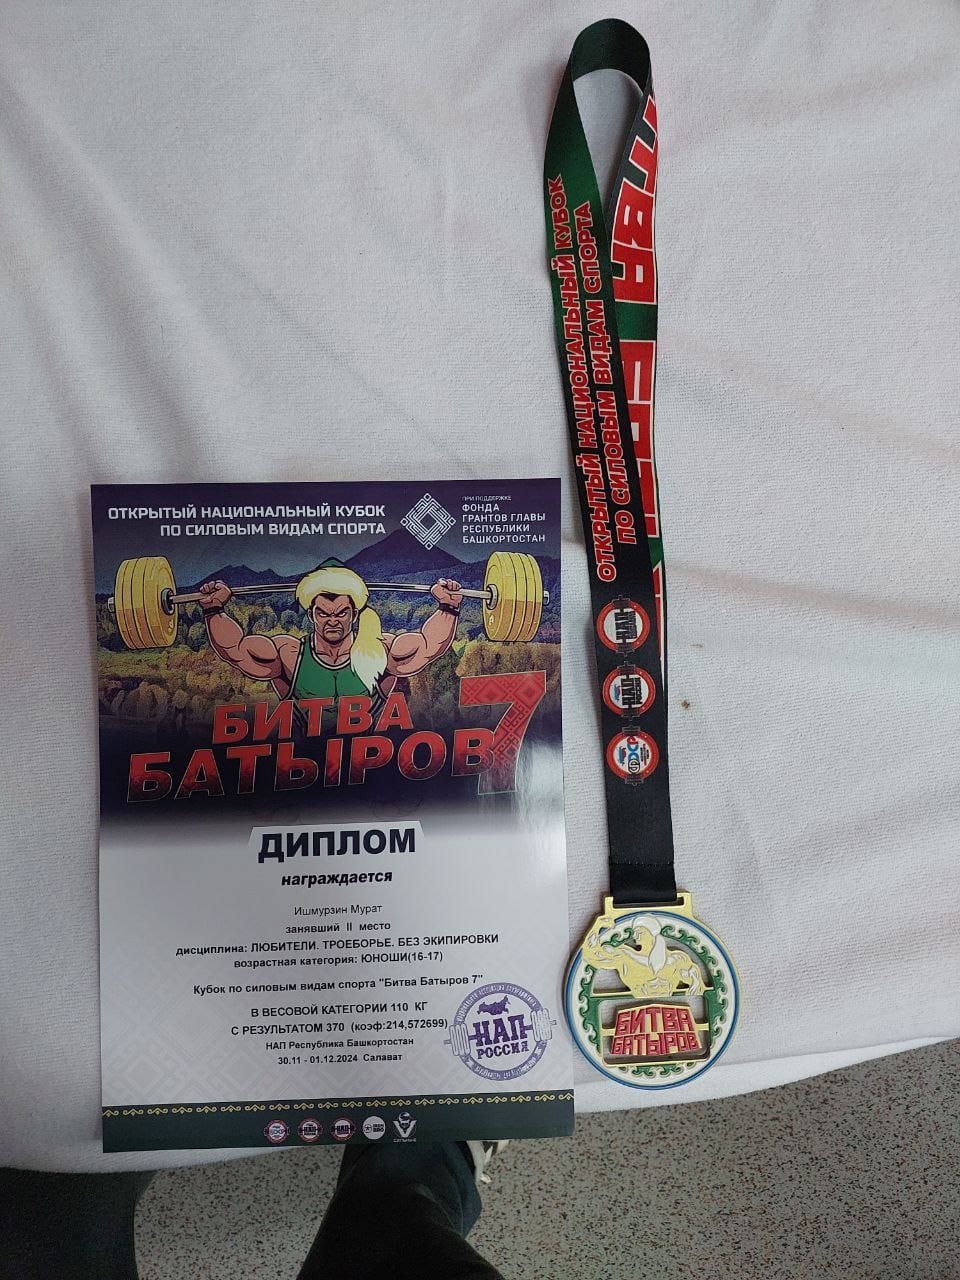 ОТКРЫТЫЙ НАЦИОНАЛЬНЫЙ КУБОК
ПО СИЛОВЫМ ВИДАМ СПОРТА
ПРИ ПОДДЕРЖКЕ
ФОНДА
ГРАНТОВ ГЛАВЫ
РЕСПУБЛИКИ
БАШКОРТОСТАН
БИТВА
БАТЫРОВ 7
ДИПЛОМ
награждается
Ишмурзин Мурат
занявший II место
дисциплина: ЛЮБИТЕЛИ. ТРОЕБОРЬЕ. БЕЗ ЭКИПИРОВКИ
возрастная категория: ЮНОШИ(16-17)
Кубок по силовым видам спорта "Битва Батыров 7"
В ВЕСОВОЙ КАТЕГОРИИ 110 КГ
С РЕЗУЛЬТАТОМ 370 (коэф:214,572699)
НАП Республика Башкортостан
30.11 - 01.12.2024 Салават
НАП
РОССИЯ
ОТКРЫТЫЙ НАЦИОНАЛЬНЫЙ КУБОК
ПО СИЛОВЫМ ВИДАМ СПОРТА
НАП
НАП
БИТВА
БАТЫРОВ